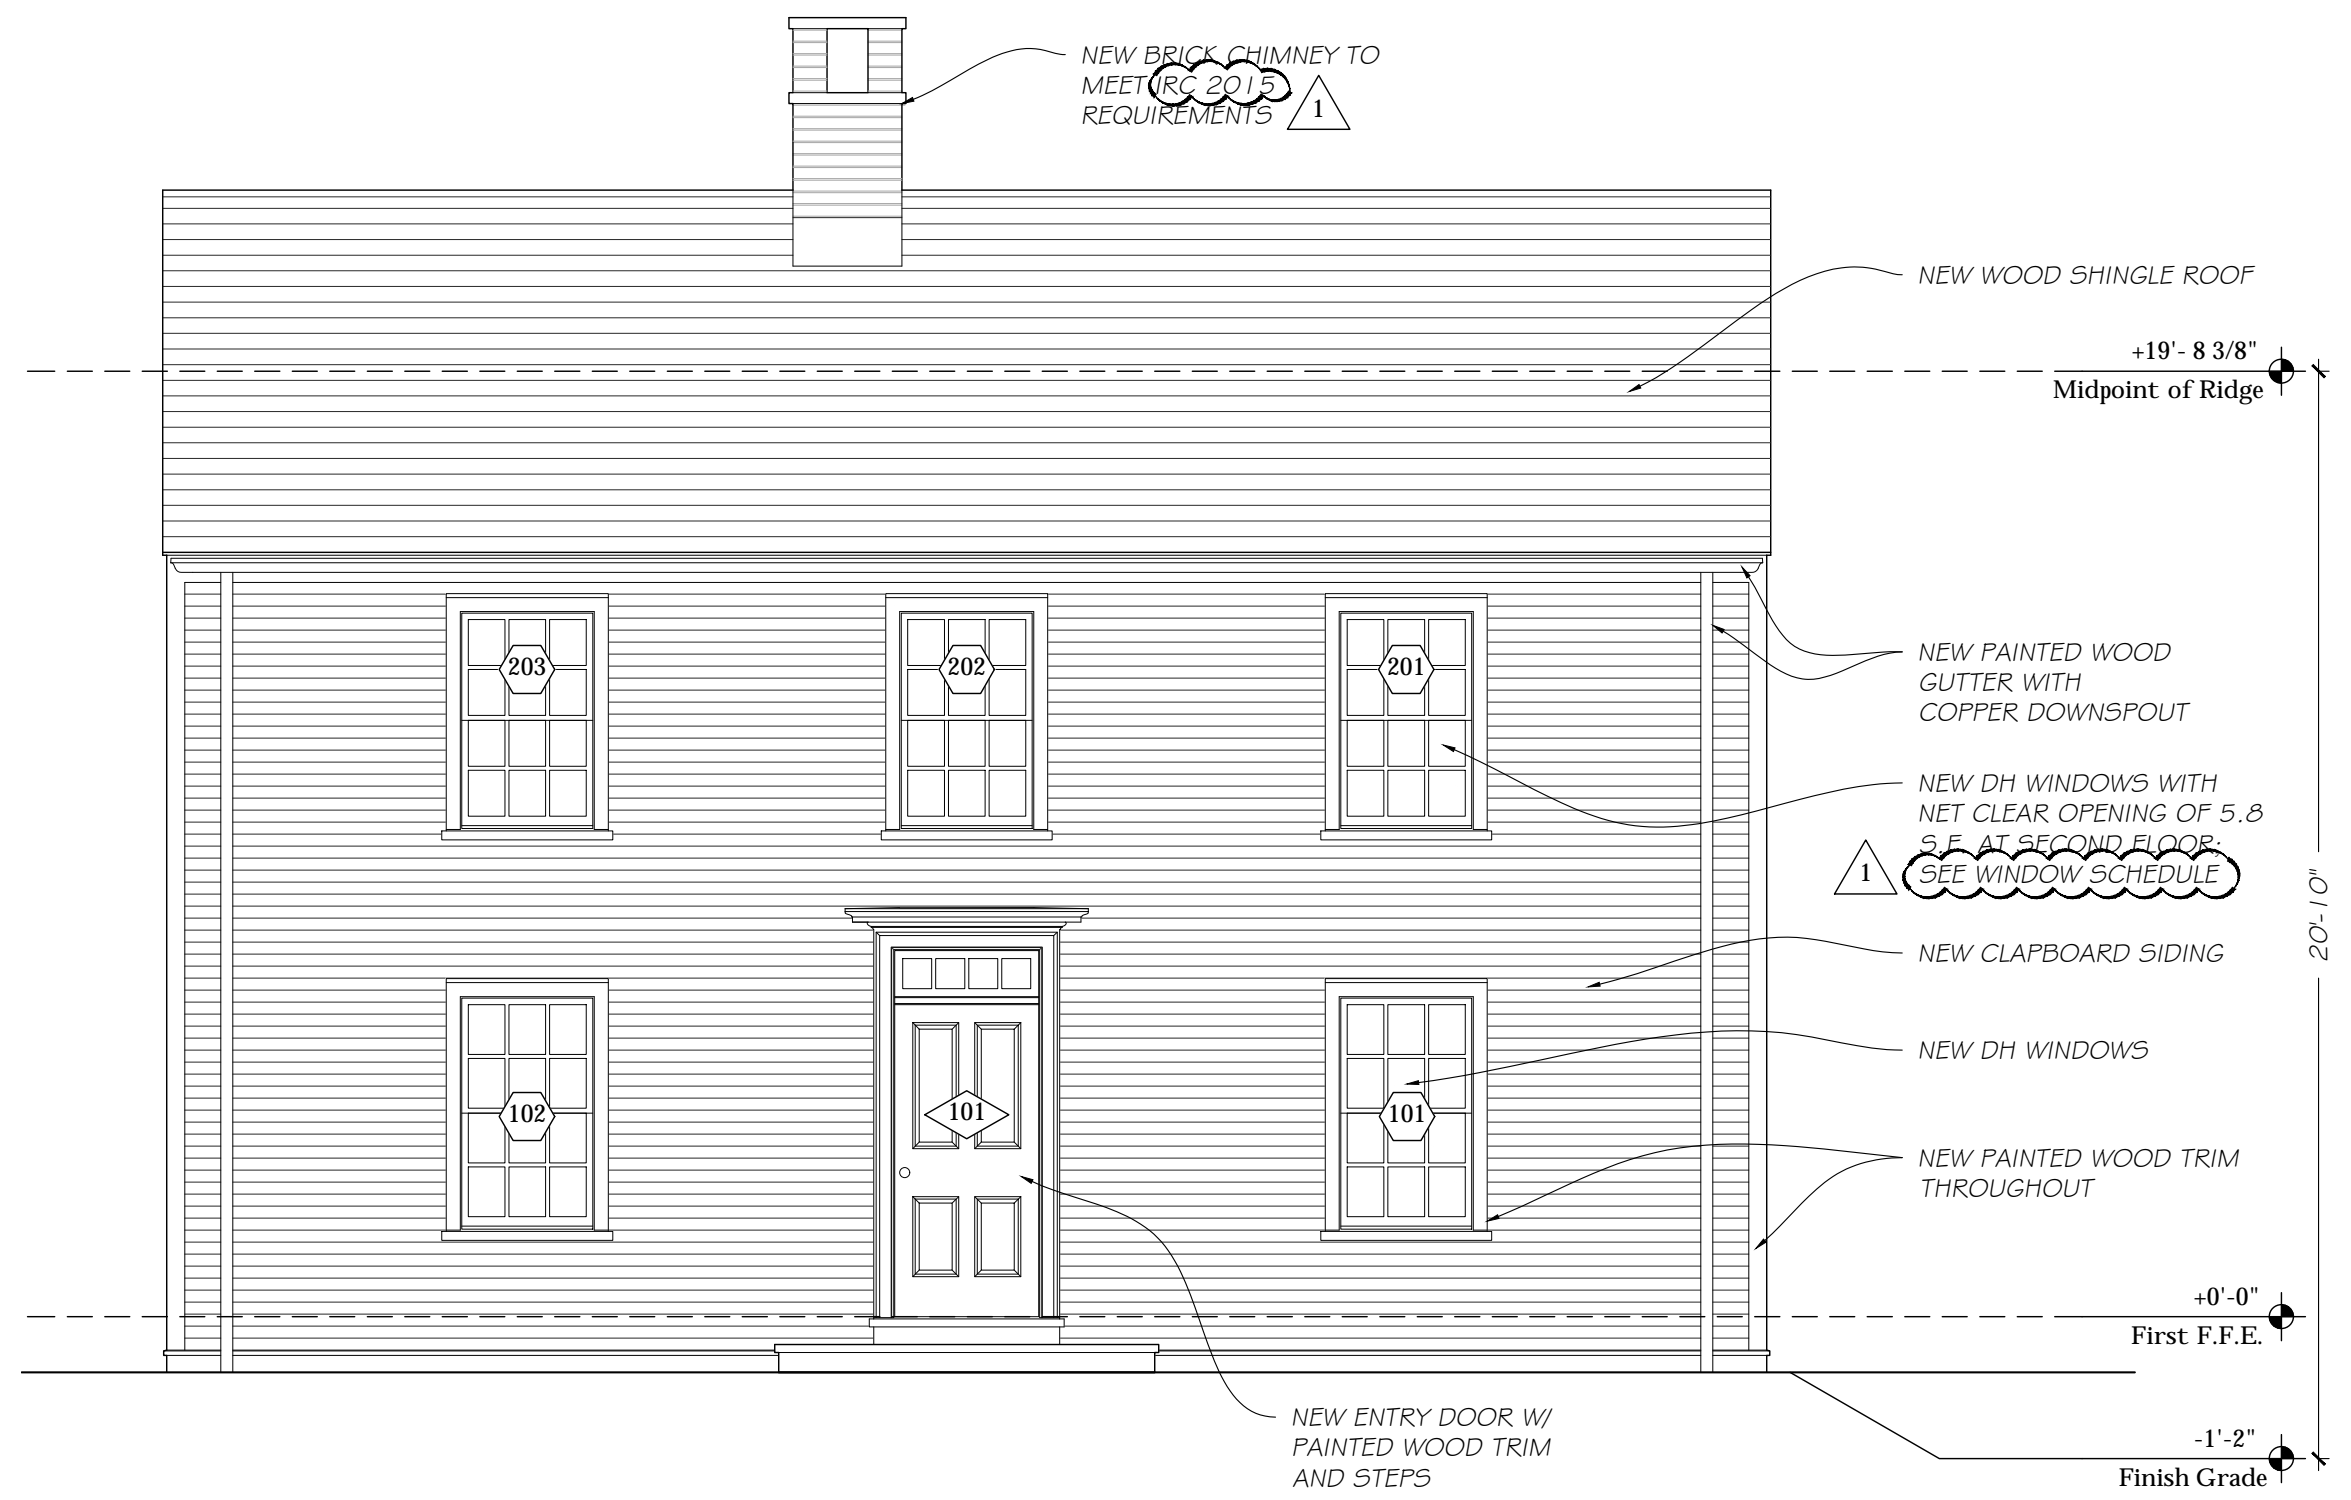 NEW BRICK CHIMNEY TO
MEET IRC 2015
REQUIREMENTS
1
NEW WOOD SHINGLE ROOF
+19'- 8 3/8"
Midpoint of Ridge
203
202
201
NEW PAINTED WOOD
GUTTER WITH
COPPER DOWNSPOUT
NEW DH WINDOWS WITH
NET CLEAR OPENING OF 5.8
S.F. AT SECOND FLOOR;
SEE WINDOW SCHEDULE
1
20'-10"
NEW CLAPBOARD SIDING
NEW DH WINDOWS
102
101
101
NEW PAINTED WOOD TRIM
THROUGHOUT
+0'-0"
First F.F.E.
NEW ENTRY DOOR W/
PAINTED WOOD TRIM
AND STEPS
-1'-2"
Finish Grade